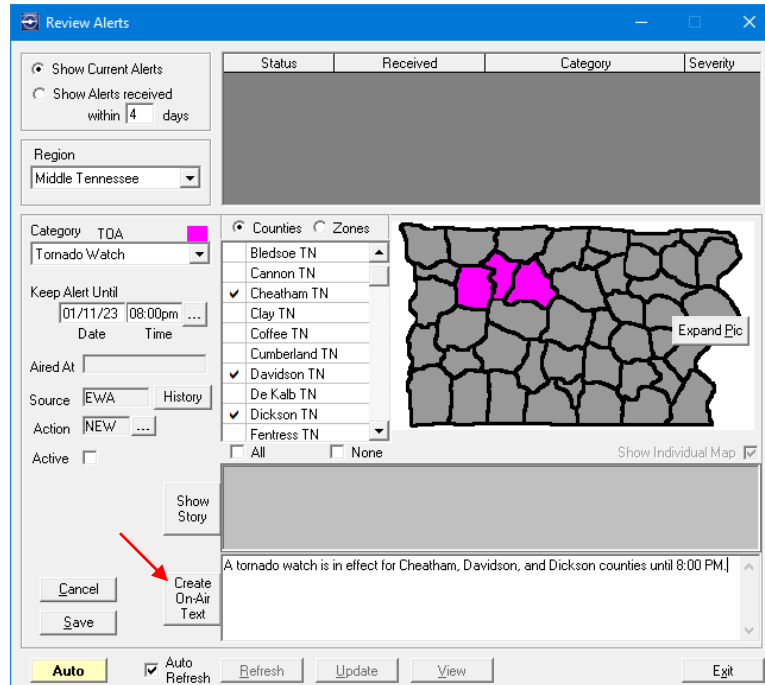 Review Alerts
Show Current Alerts
Show Alerts received
within 4 days
Status Received Category Severity
Region
Middle Tennessee
Category TOA
Tornado Watch
Keep Alert Until
01/11/23 08:00pm ...
Date Time
Aired At
Source EWA History
Action NEW ...
Active
Counties Zones
Bledsoe TN
Cannon TN
Cheatham TN
Clay TN
Coffee TN
Cumberland TN
Davidson TN
De Kalb TN
Dickson TN
Fentress TN
All None
Expand Pic
Show Individual Map
Show
Story
Create
On-Air
Text
A tornado watch is in effect for Cheatham, Davidson, and Dickson counties until 8:00 PM.
Cancel
Save
Auto
Auto
Refresh
Refresh Update View Exit